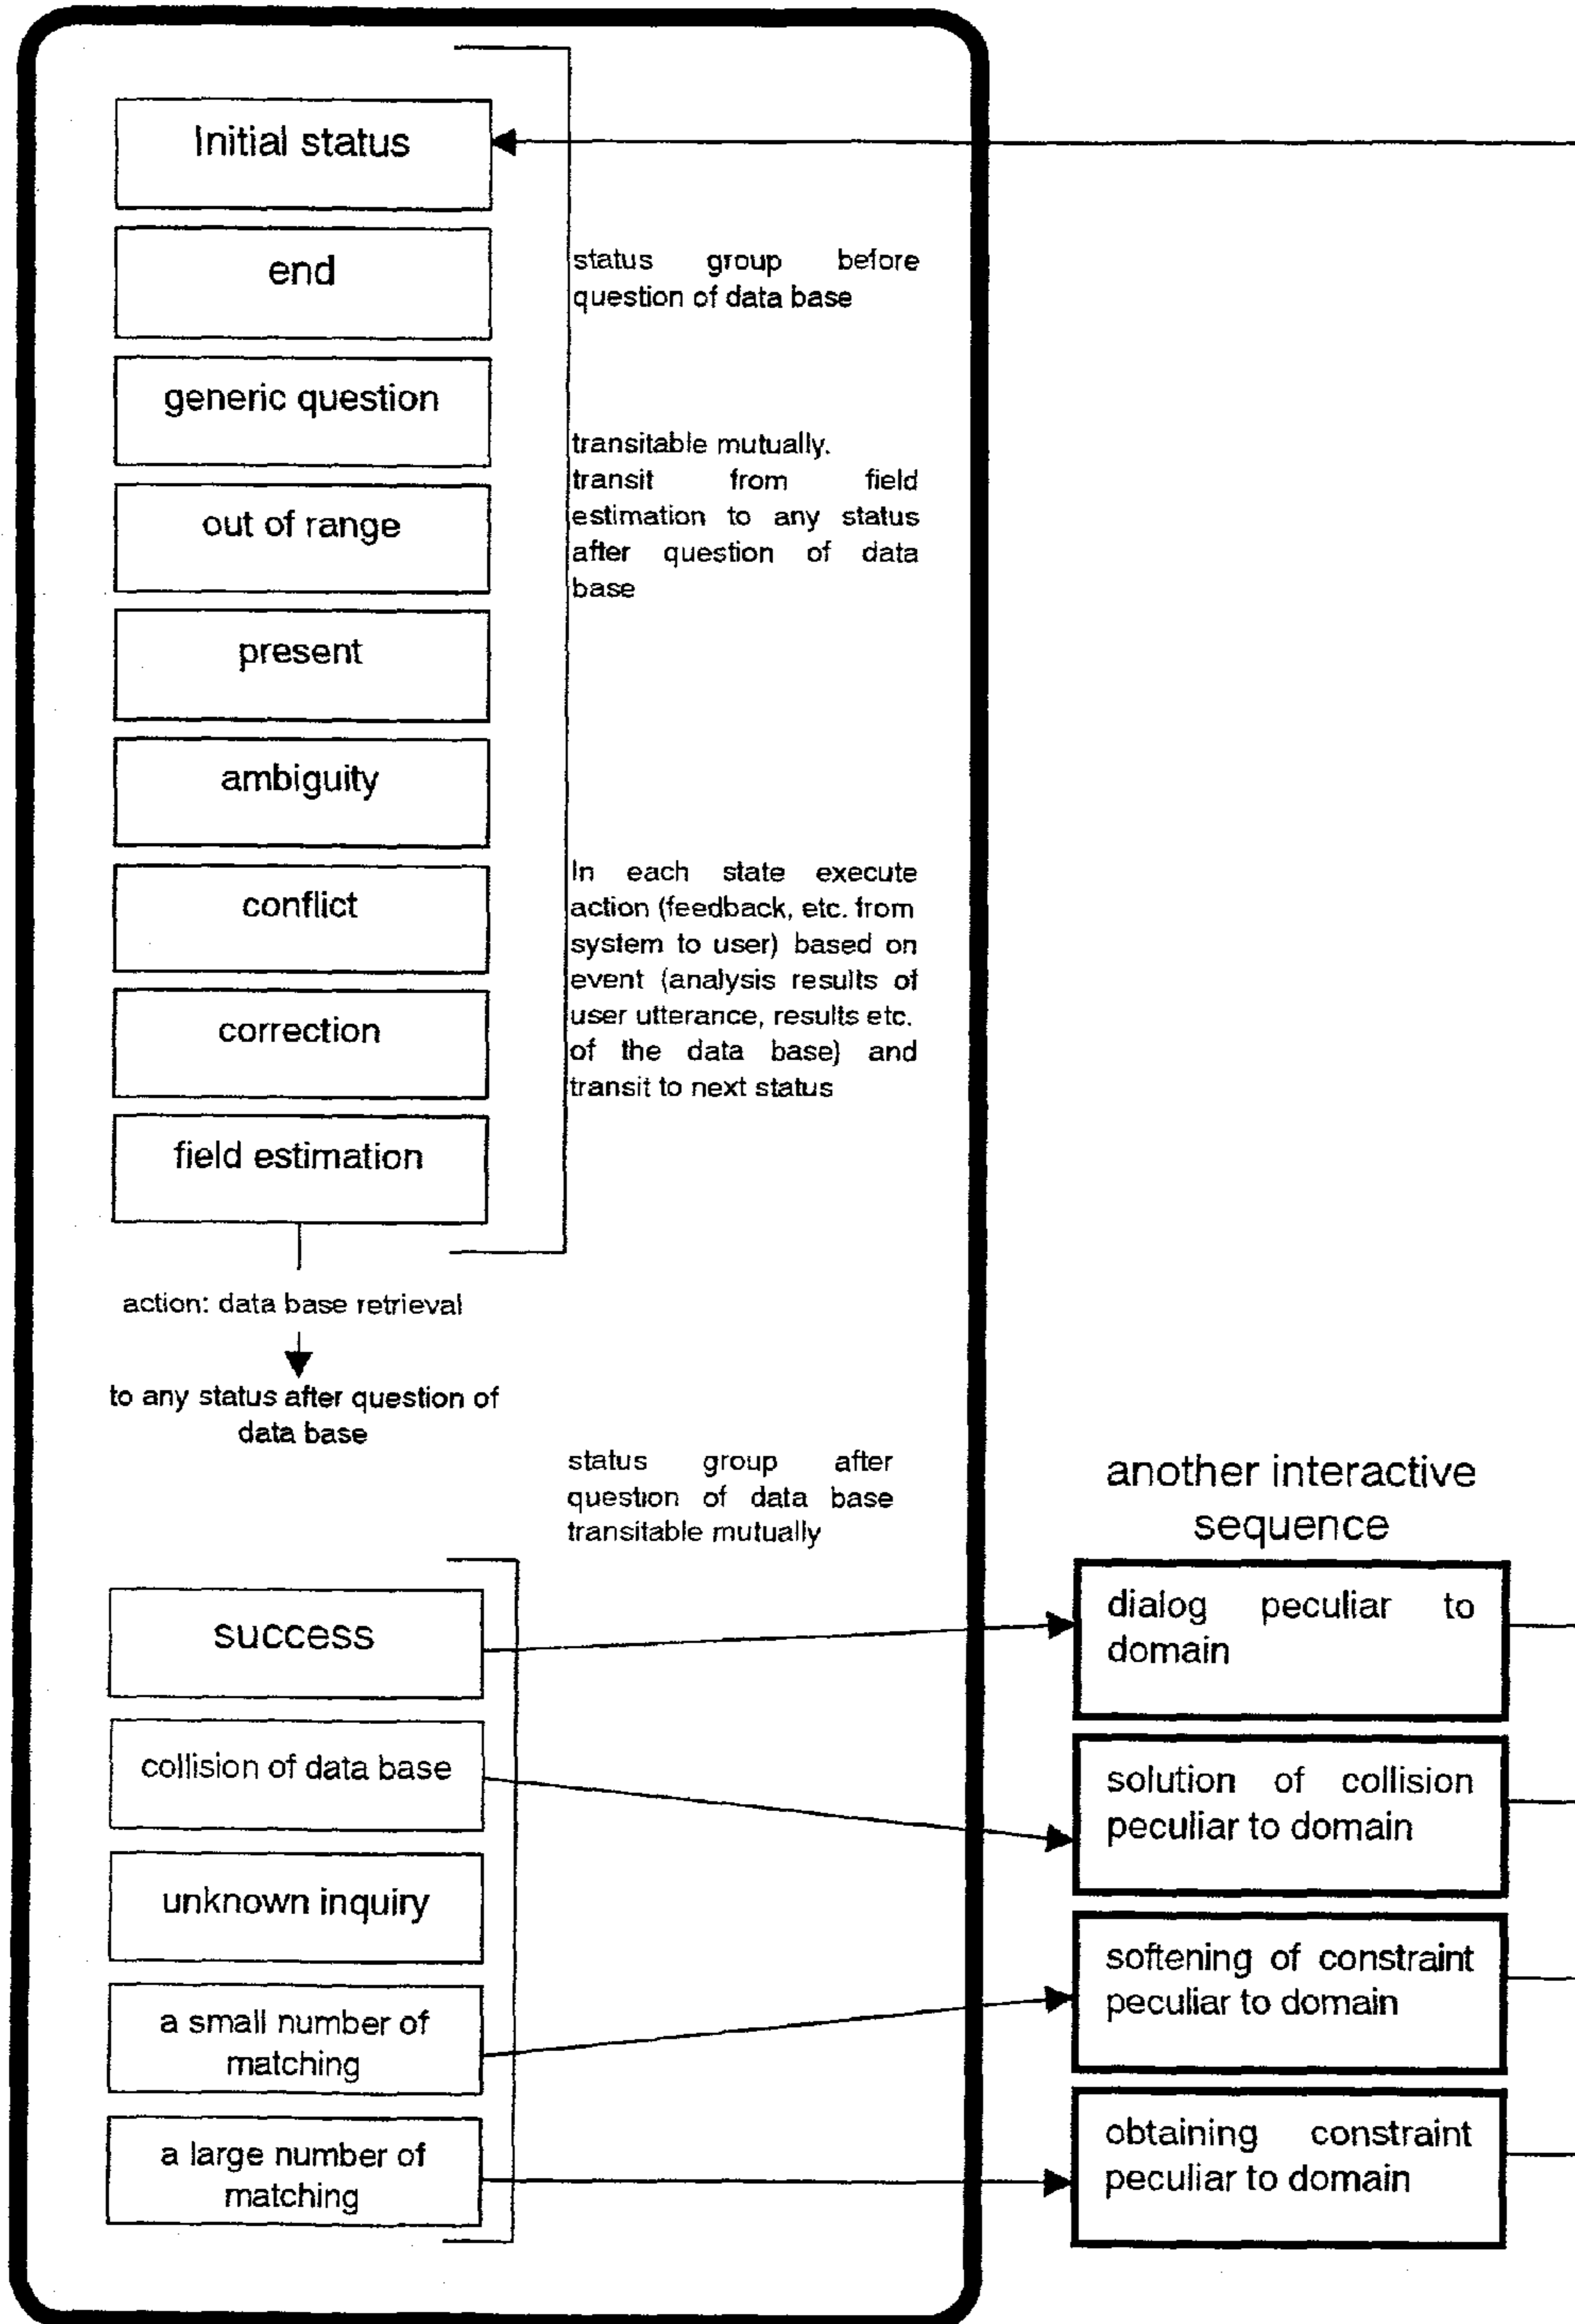 Initial status
end
status group before
question of data base
generic question
transitable mutually.
transit from field
estimation to any status
after question of data
base
out of range
present
ambiguity
In each state execute
action (feedback, etc. from
system to user) based on
event (analysis results of
user utterance, results etc.
of the data base) and
transit to next status
conflict
correction
field estimation
action: data base retrieval
to any status after question of
data base
status group after
question of data base
transitable mutually
another interactive
sequence
success
dialog peculiar to
domain
collision of data base
solution of collision
peculiar to domain
unknown inquiry
softening of constraint
peculiar to domain
a small number of
matching
obtaining constraint
peculiar to domain
a large number of
matching